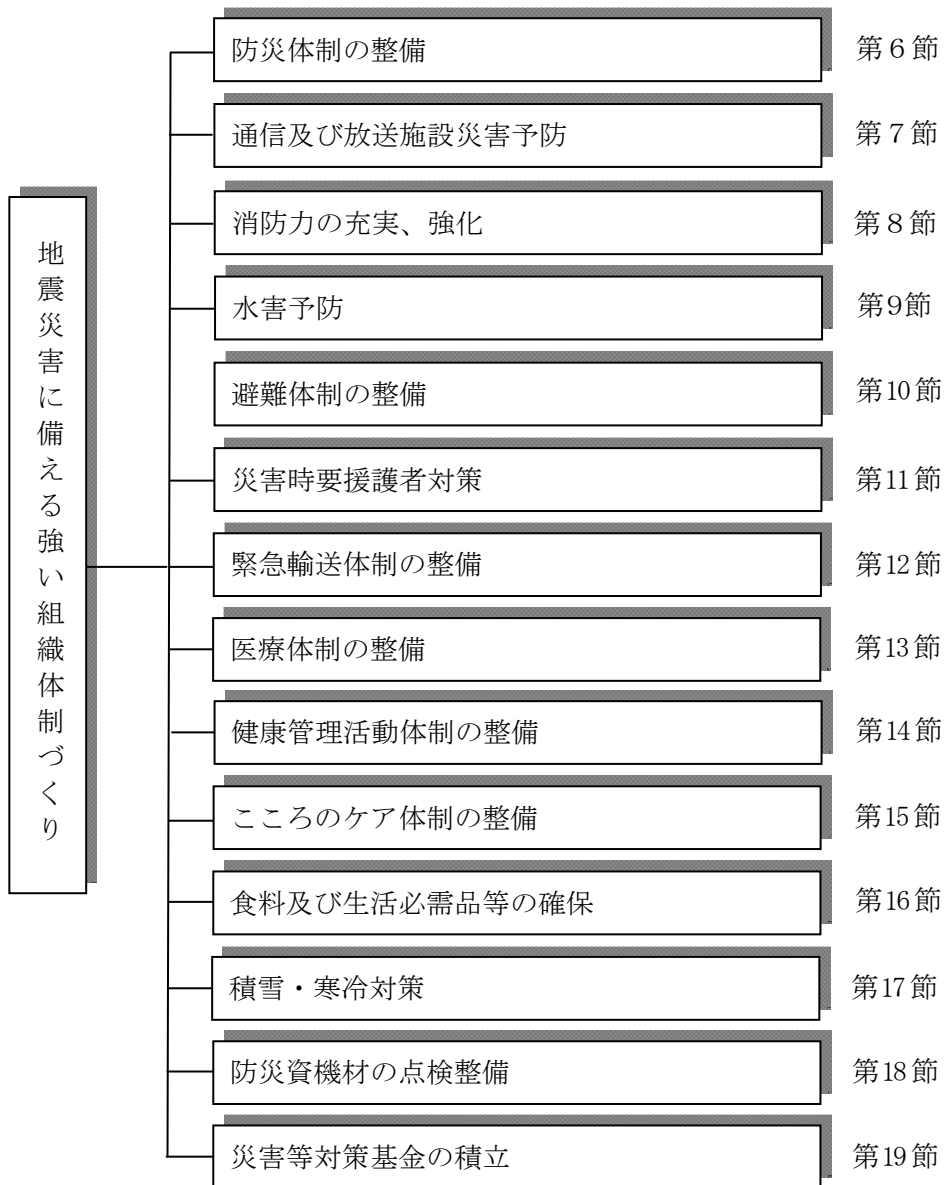 防災体制の整備 第６節
通信及び放送施設災害予防 第７節
消防力の充実、強化 第８節
水害予防 第9節
避難体制の整備 第10節
災害時要援護者対策 第11節
緊急輸送体制の整備 第12節
医療体制の整備 第13節
健康管理活動体制の整備 第14節
こころのケア体制の整備 第15節
食料及び生活必需品等の確保 第16節
積雪・寒冷対策 第17節
防災資機材の点検整備 第18節
災害等対策基金の積立 第19節
地震災害に備える強い組織体制づくり